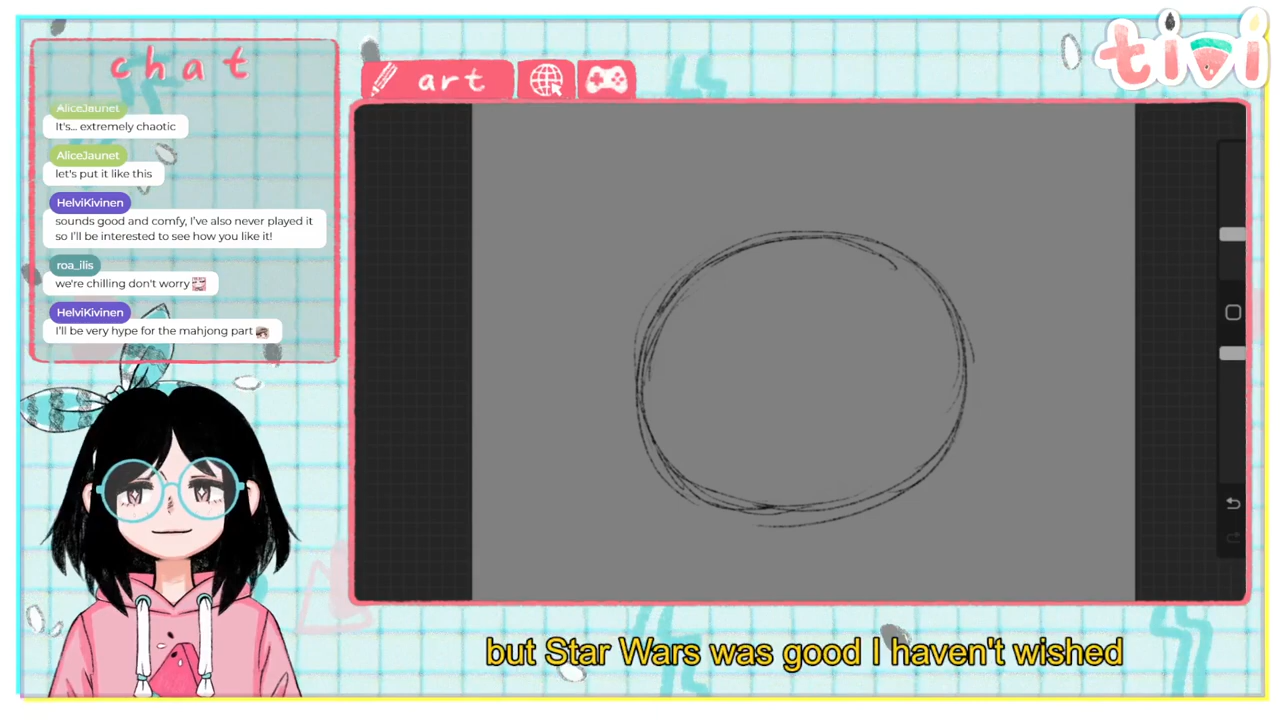 chat
AliceJaunet
It's... extremely chaotic
AliceJaunet
let's put it like this
HelviKivinen
sounds good and comfy, I've also never played it
so I'll be interested to see how you like it!
roa_ilis
we're chilling don't worry
HelviKivinen
I'll be very hype for the mahjong part
art
tivi
but Star Wars was good I haven't wished